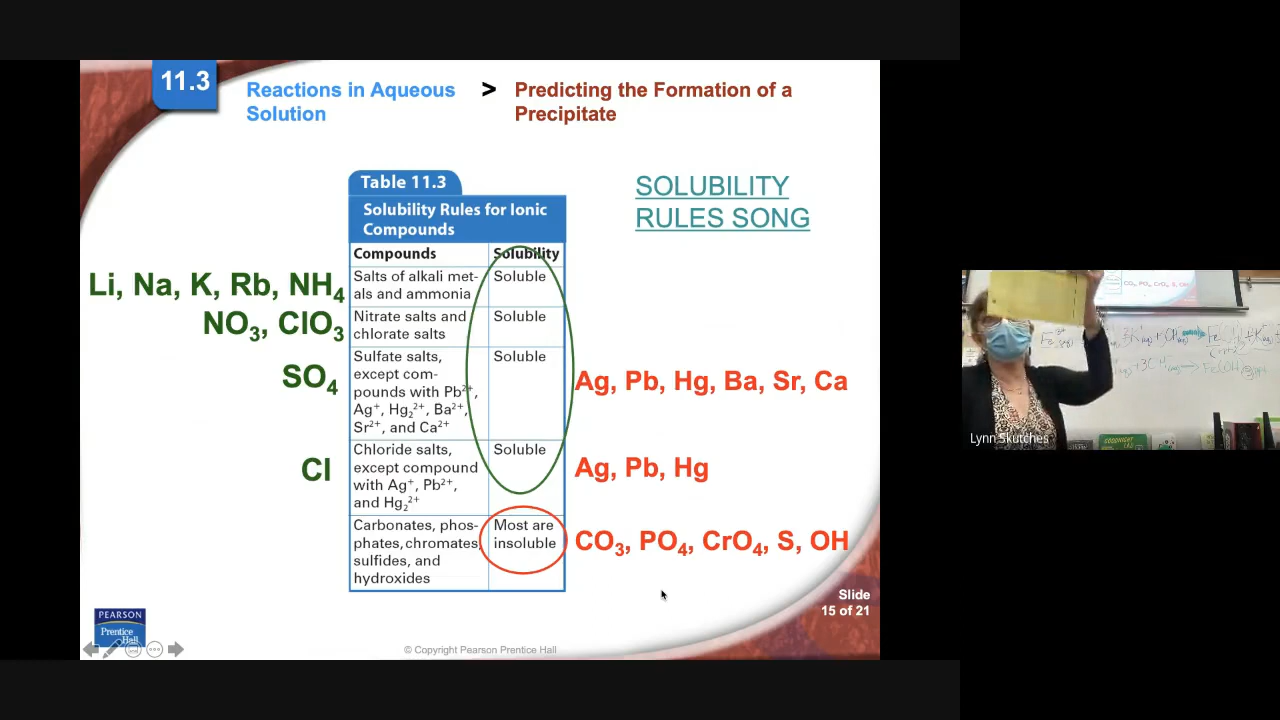 11.3
Reactions in Aqueous
Solution
>
Predicting the Formation of a
Precipitate
Table 11.3
Solubility Rules for Ionic
Compounds
Compounds
Solubility
Salts of alkali met-
als and ammonia
Soluble
Nitrate salts and
chlorate salts
Soluble
Sulfate salts,
except com-
pounds with Pb²⁺,
Ag⁺, Hg₂²⁺, Ba²⁺,
Sr²⁺, and Ca²⁺
Soluble
Chloride salts,
except compound
with Ag⁺, Pb²⁺,
and Hg₂²⁺
Soluble
Carbonates, phos-
phates, chromates,
sulfides, and
hydroxides
Most are
insoluble
Li, Na, K, Rb, NH₄
NO₃, ClO₃
SO₄
Cl
SOLUBILITY
RULES SONG
Ag, Pb, Hg, Ba, Sr, Ca
Ag, Pb, Hg
CO₃, PO₄, CrO₄, S, OH
Slide
15 of 21
PEARSON
Prentice
Hall
© Copyright Pearson Prentice Hall
Lynn Skutches